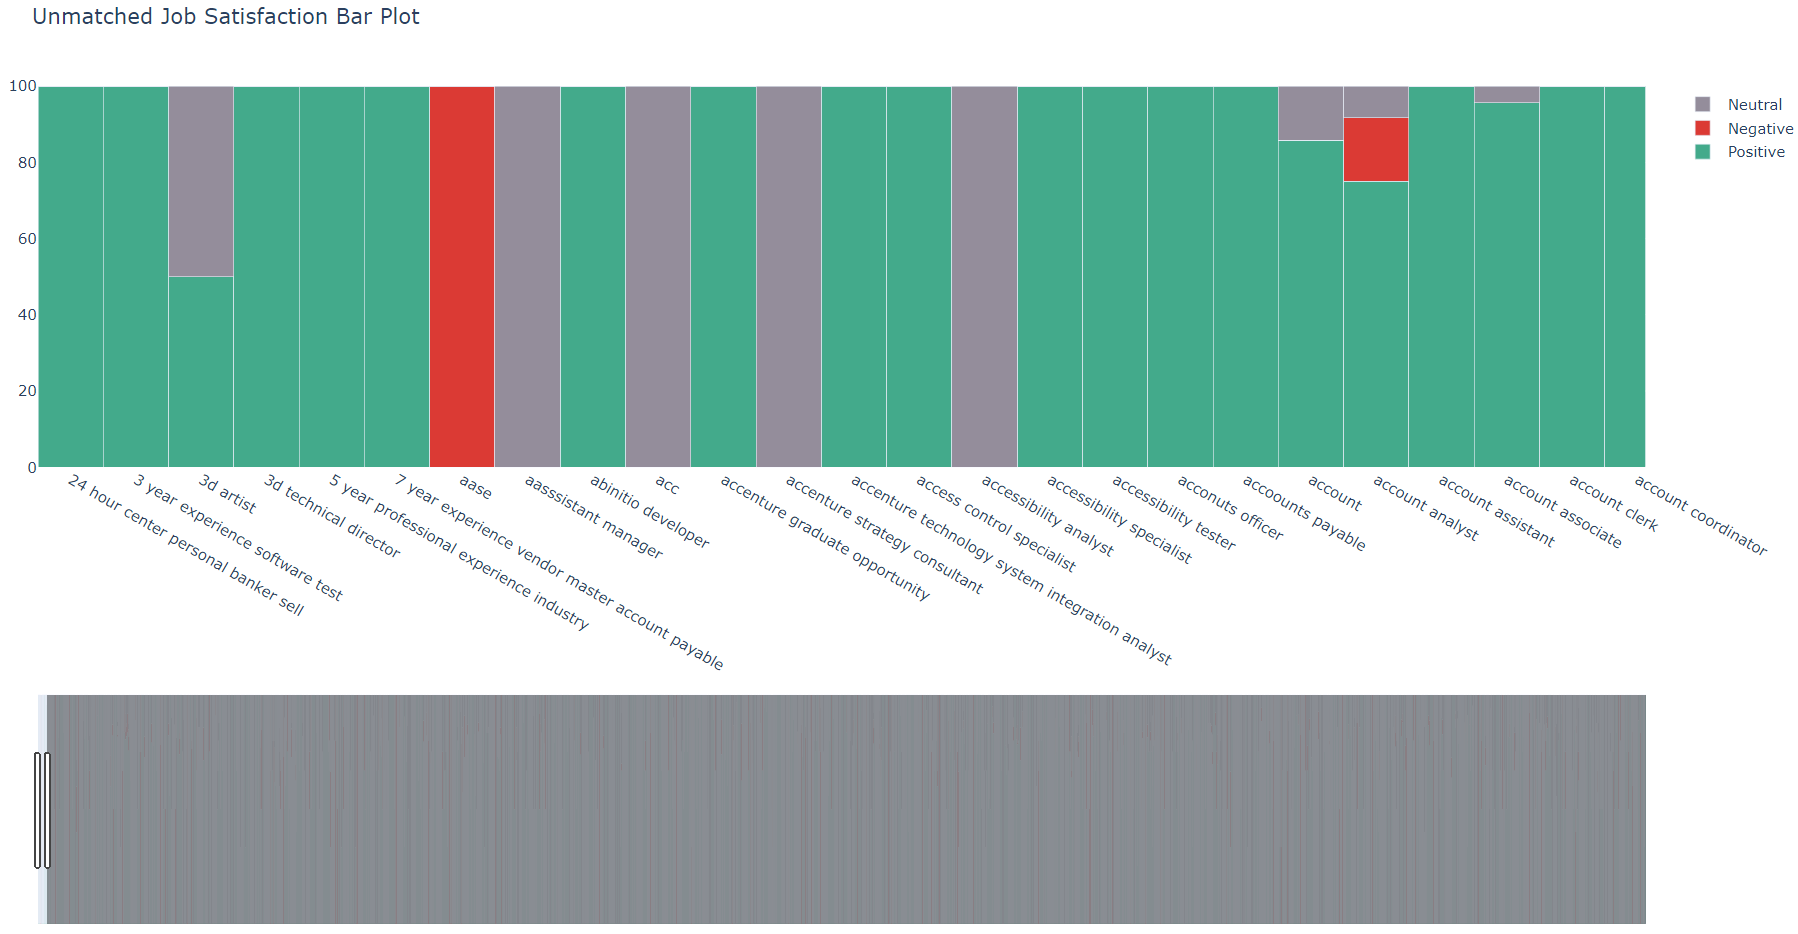 Unmatched Job Satisfaction Bar Plot
100
80
60
40
20
0
Neutral
Negative
Positive
24 hour center personal banker sell
3 year experience software test
3d artist
3d technical director
5 year professional experience industry
7 year experience vendor master account payable
aase
aasssistant manager
abinitio developer
acc
accenture graduate opportunity
accenture strategy consultant
accenture technology system integration analyst
access control specialist
accessibility analyst
accessibility specialist
accessibility tester
acconuts officer
accoounts payable
account
account analyst
account assistant
account associate
account clerk
account coordinator